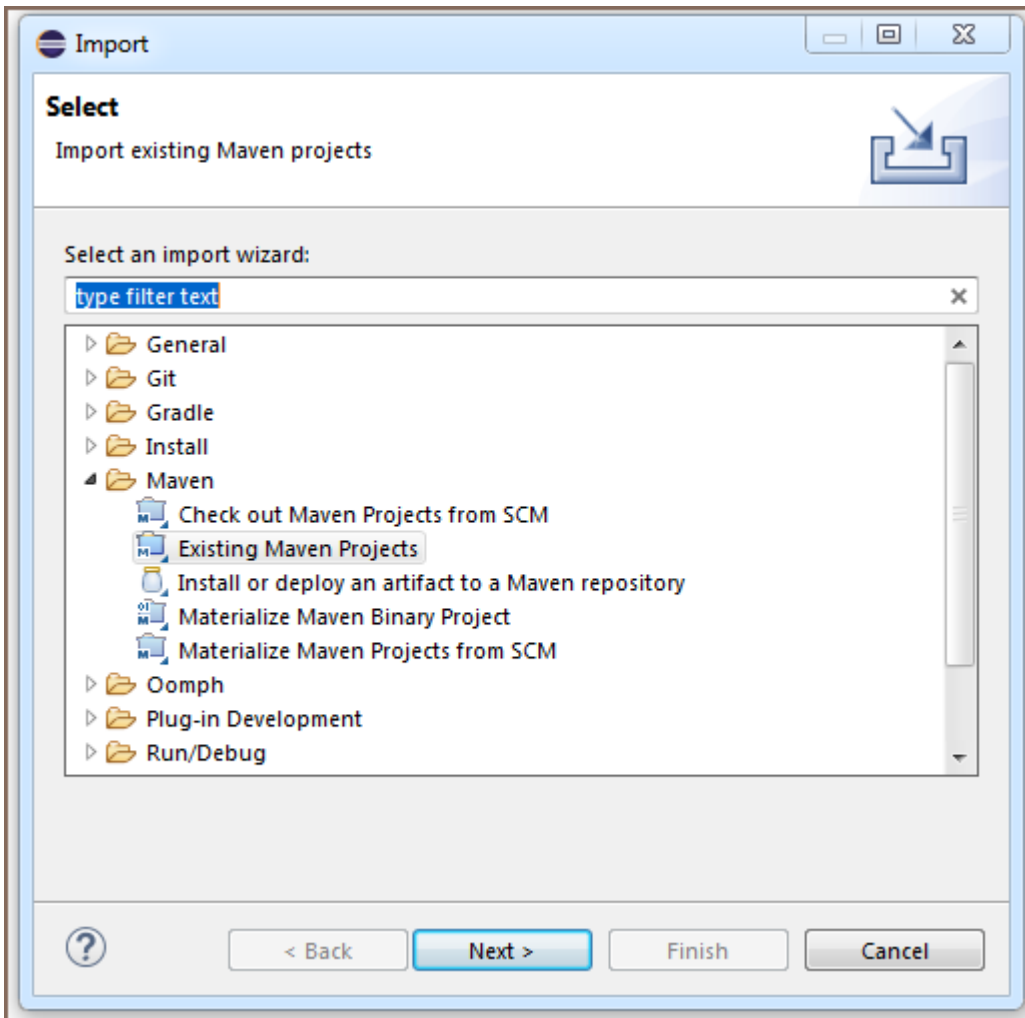 Import
Select
Import existing Maven projects
Select an import wizard:
type filter text
General
Git
Gradle
Install
Maven
Check out Maven Projects from SCM
Existing Maven Projects
Install or deploy an artifact to a Maven repository
Materialize Maven Binary Project
Materialize Maven Projects from SCM
Oomph
Plug-in Development
Run/Debug
< Back Next > Finish Cancel